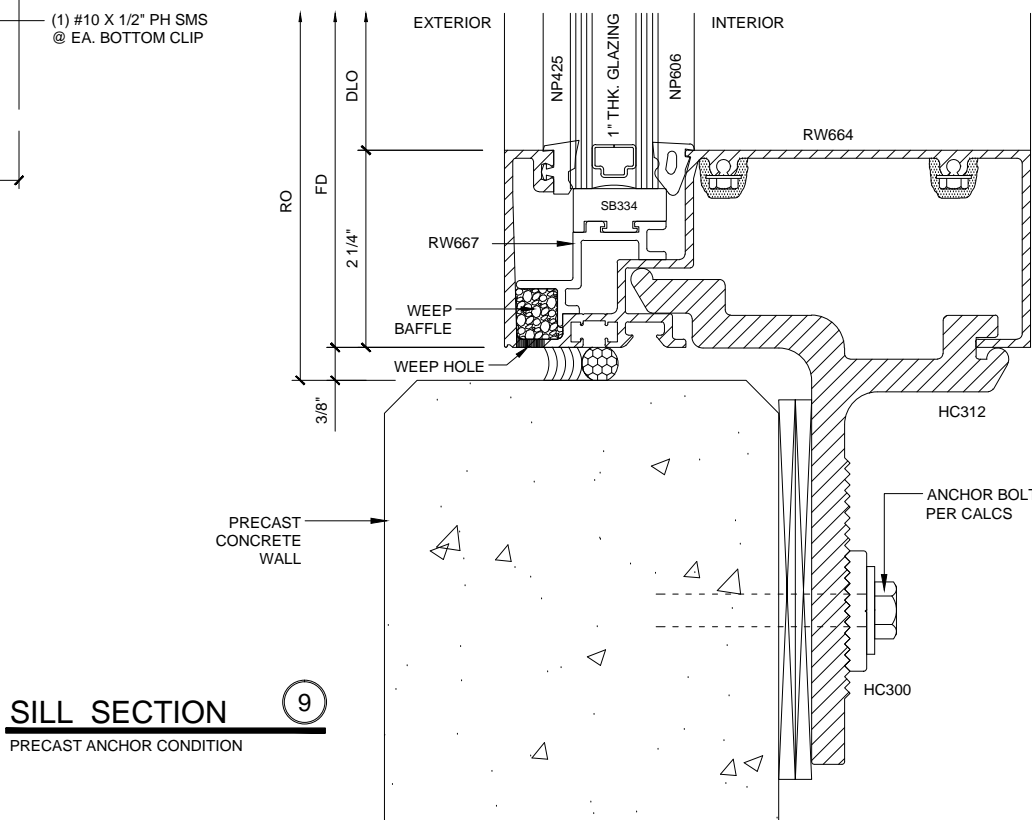 (1) #10 X 1/2" PH SMS
@ EA. BOTTOM CLIP
EXTERIOR
INTERIOR
DLO
FD
RO
2 1/4"
3/8"
NP425
1" THK. GLAZING
NP606
RW664
SB334
RW667
WEEP
BAFFLE
WEEP HOLE
HC312
PRECAST
CONCRETE
WALL
ANCHOR BOLT
PER CALCS
HC300
SILL SECTION
9
PRECAST ANCHOR CONDITION